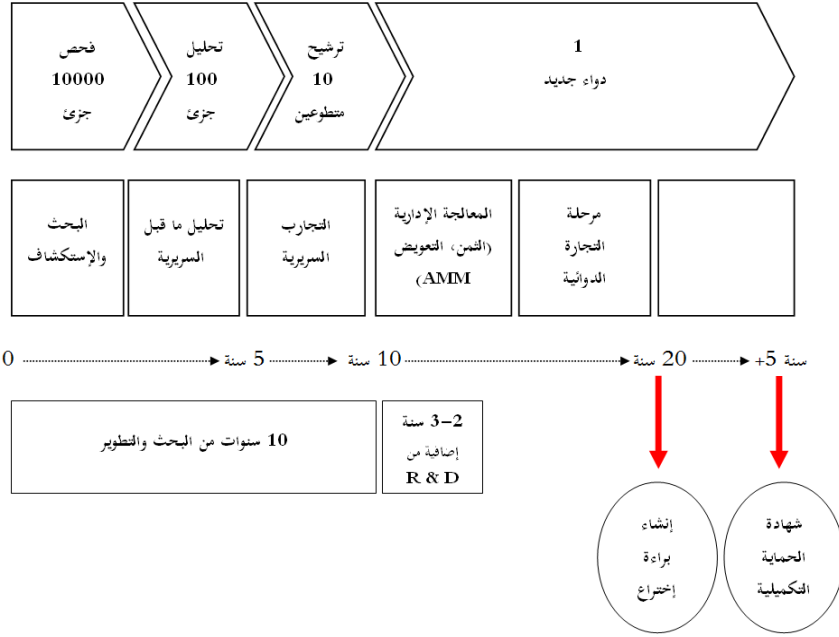 فحص
10000
جزئ
تحليل
100
جزئ
ترشيح
10
متطوعين
1
دواء جديد
البحث
والإستكشاف
تحليل ما قبل
السريرية
التجارب
السريرية
المعالجة الإدارية
(الثمن، التعويض
AMM)
مرحلة
التجارة
الدوائية
0
5 سنة
10 سنة
20 سنة
+5 سنة
10 سنوات من البحث والتطوير
2–3 سنة
إضافية من
R & D
إنشاء
براءة
إختراع
شهادة
الحماية
التكميلية